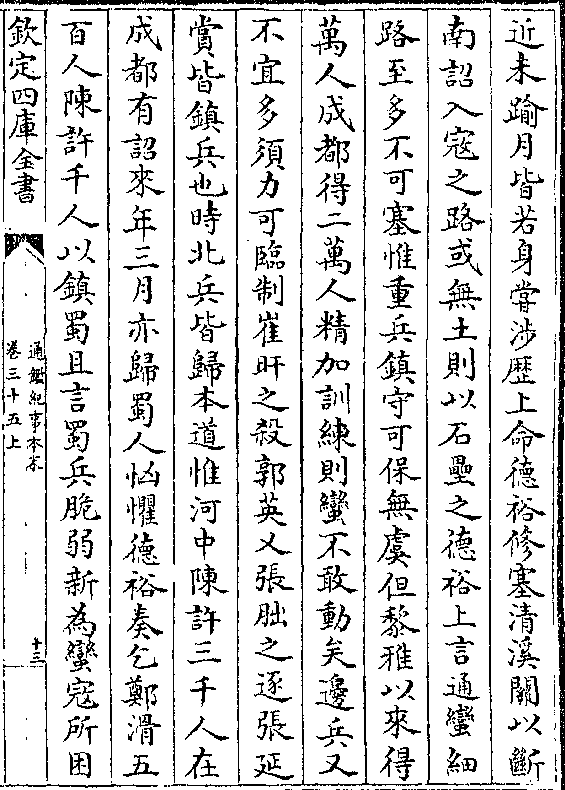 近未踰月皆若身嘗涉歴上命德裕修塞清溪關以斷
南詔入寇之路或無土則以石壘之德裕上言通蠻細
路至多不可塞惟重兵鎮守可保無虞但黎雅以來得
萬人成都得二萬人精加訓練則蠻不敢動矣邊兵又
不宜多須力可臨制崔旰之殺郭英乂張朏之逐張延
賞皆鎮兵也時北兵皆歸本道惟河中陳許三千人在
成都有詔來年三月亦歸蜀人忷懼德裕奏乞鄭滑五
百人陳許千人以鎮蜀且言蜀兵脆弱新為蠻寇所困
欽定四庫全書
通鑑紀事本末
卷三十五上
十三